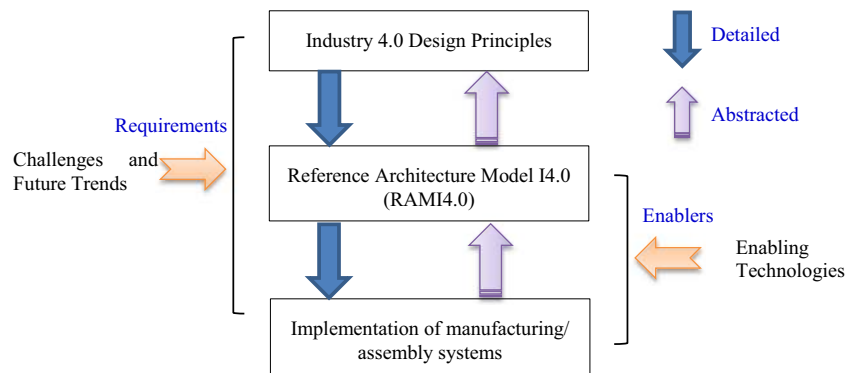 Industry 4.0 Design Principles
Detailed
Abstracted
Requirements
Challenges and
Future Trends
Reference Architecture Model I4.0
(RAMI4.0)
Enablers
Enabling
Technologies
Implementation of manufacturing/
assembly systems